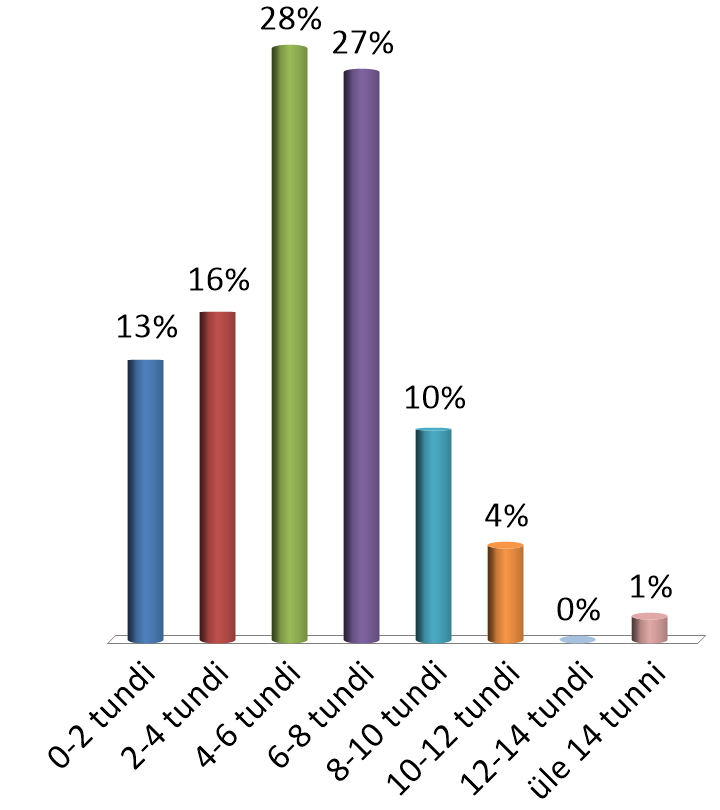 28%
27%
16%
13%
10%
4%
0%
1%
0-2 tundi
2-4 tundi
4-6 tundi
6-8 tundi
8-10 tundi
10-12 tundi
12-14 tundi
üle 14 tunni